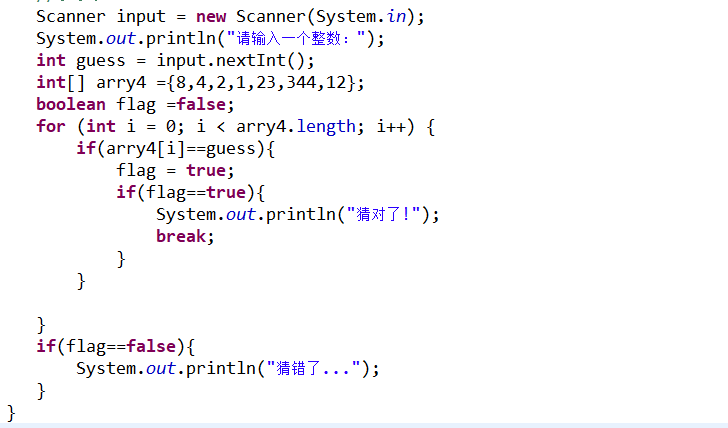 Scanner input = new Scanner(System.in);
System.out.println("请输入一个整数：");
int guess = input.nextInt();
int[] arry4 ={8,4,2,1,23,344,12};
boolean flag =false;
for (int i = 0; i < arry4.length; i++) {
if(arry4[i]==guess){
flag = true;
if(flag==true){
System.out.println("猜对了!");
break;
}
}
}
if(flag==false){
System.out.println("猜错了...");
}
}